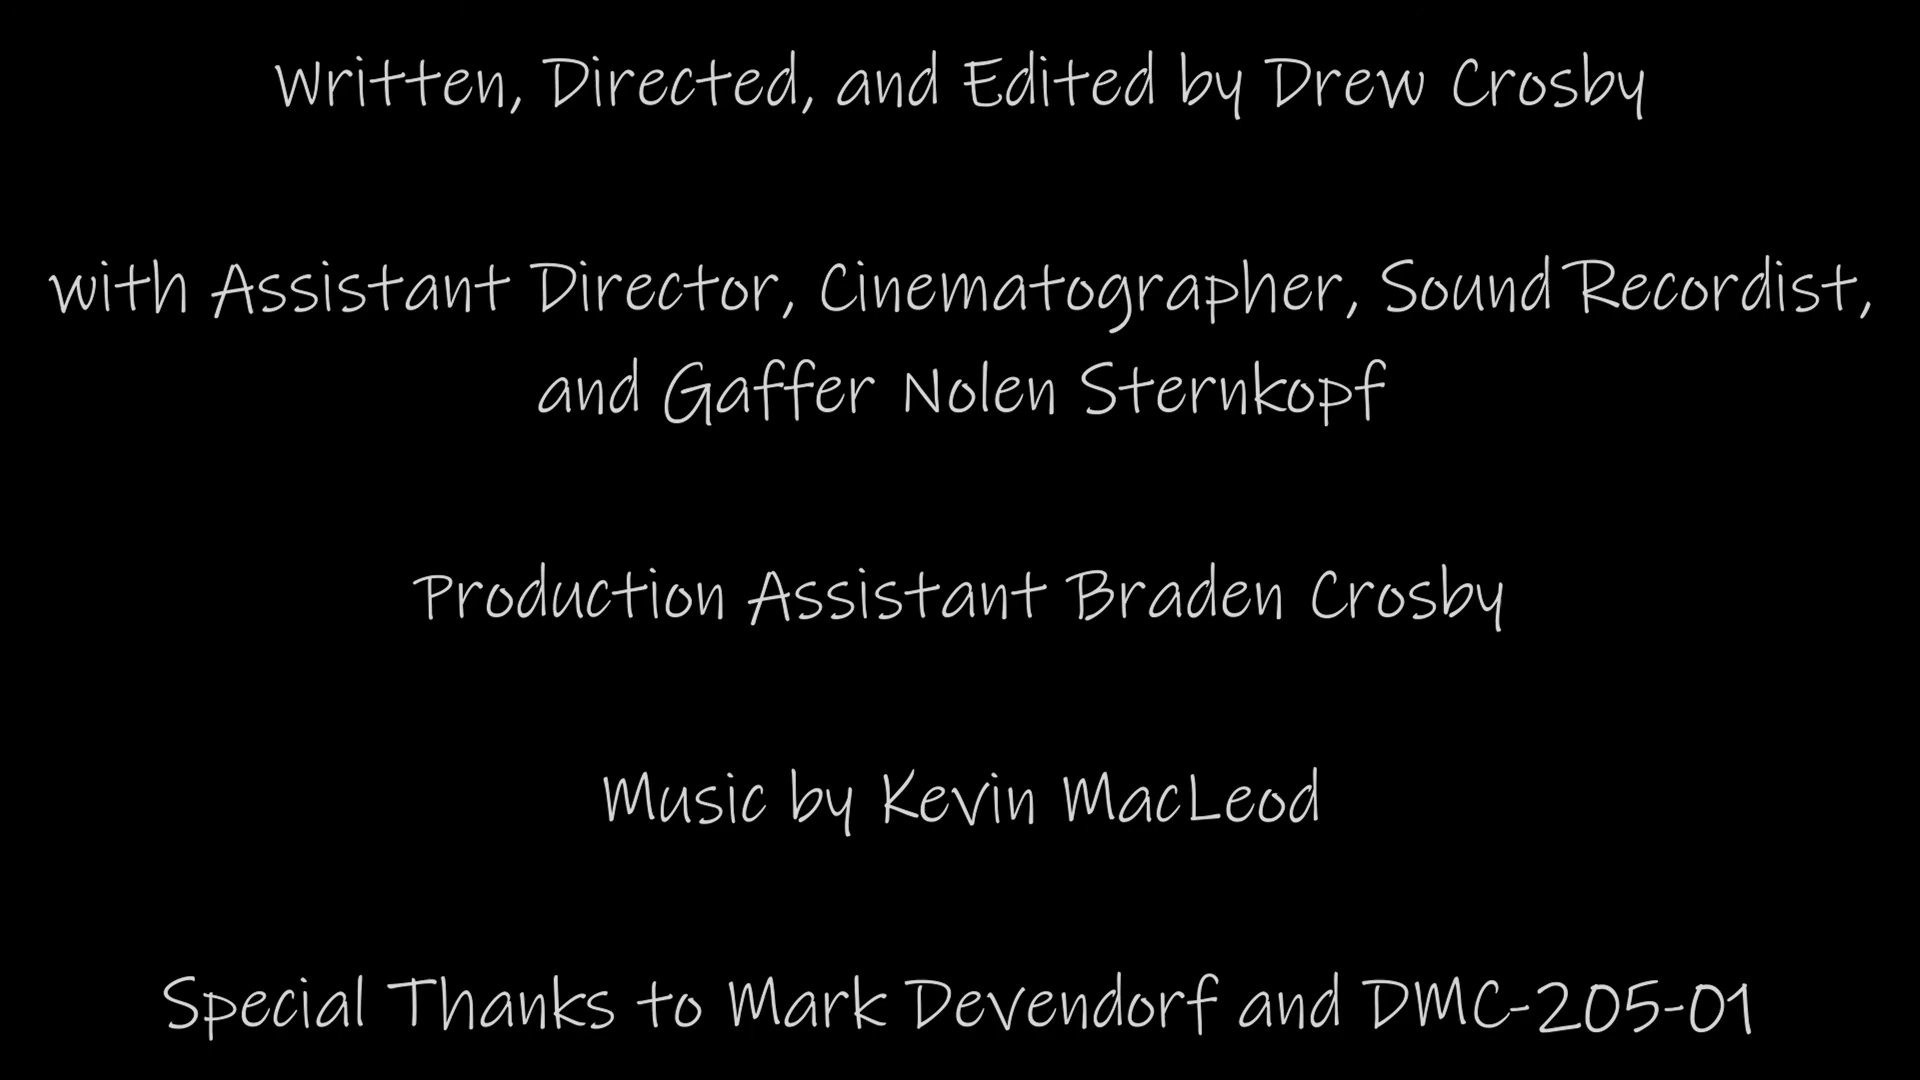 Written, Directed, and Edited by Drew Crosby
with Assistant Director, Cinematographer, Sound Recordist,
and Gaffer Nolen Sternkopf
Production Assistant Braden Crosby
Music by Kevin MacLeod
Special Thanks to Mark Devendorf and DMC-205-01